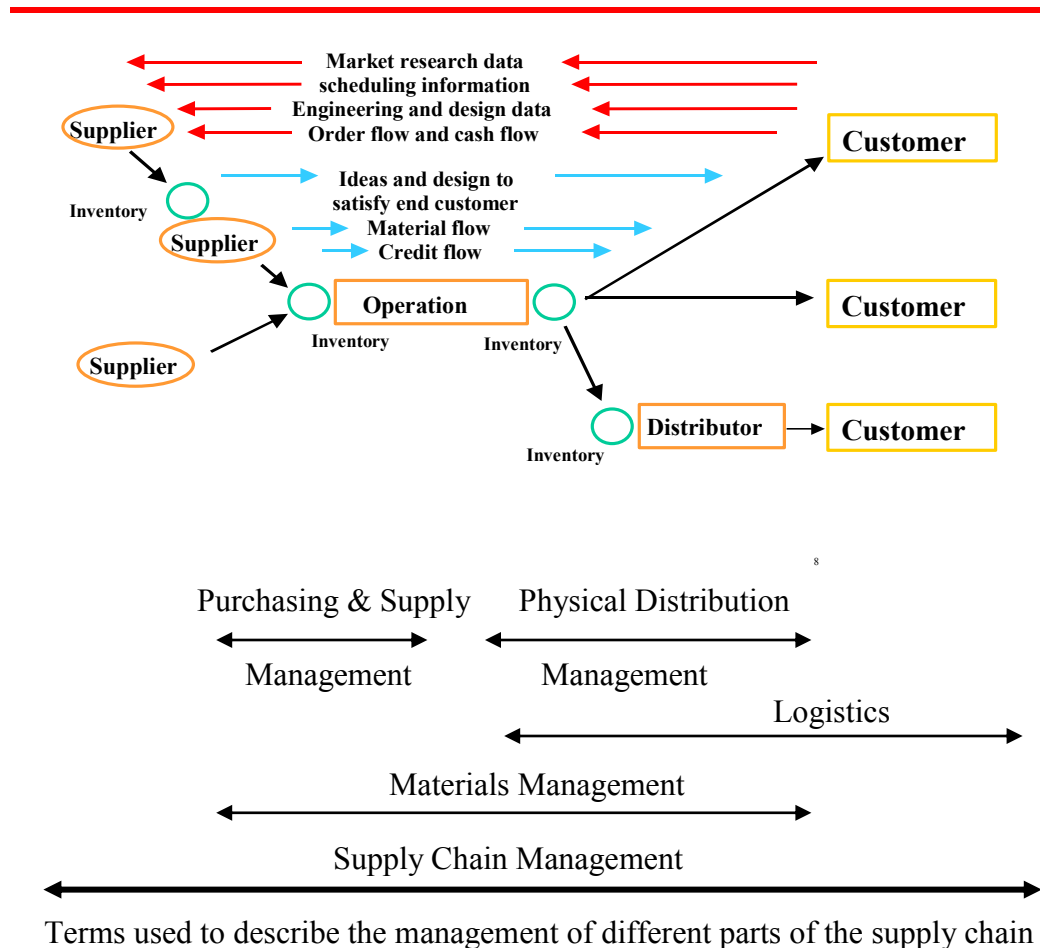 Market research data
scheduling information
Engineering and design data
Supplier
Order flow and cash flow
Customer
Ideas and design to
satisfy end customer
Inventory
Material flow
Supplier
Credit flow
Operation
Customer
Inventory
Inventory
Supplier
Distributor
Customer
Inventory
8
Purchasing & Supply
Physical Distribution
Management
Management
Logistics
Materials Management
Supply Chain Management
Terms used to describe the management of different parts of the supply chain